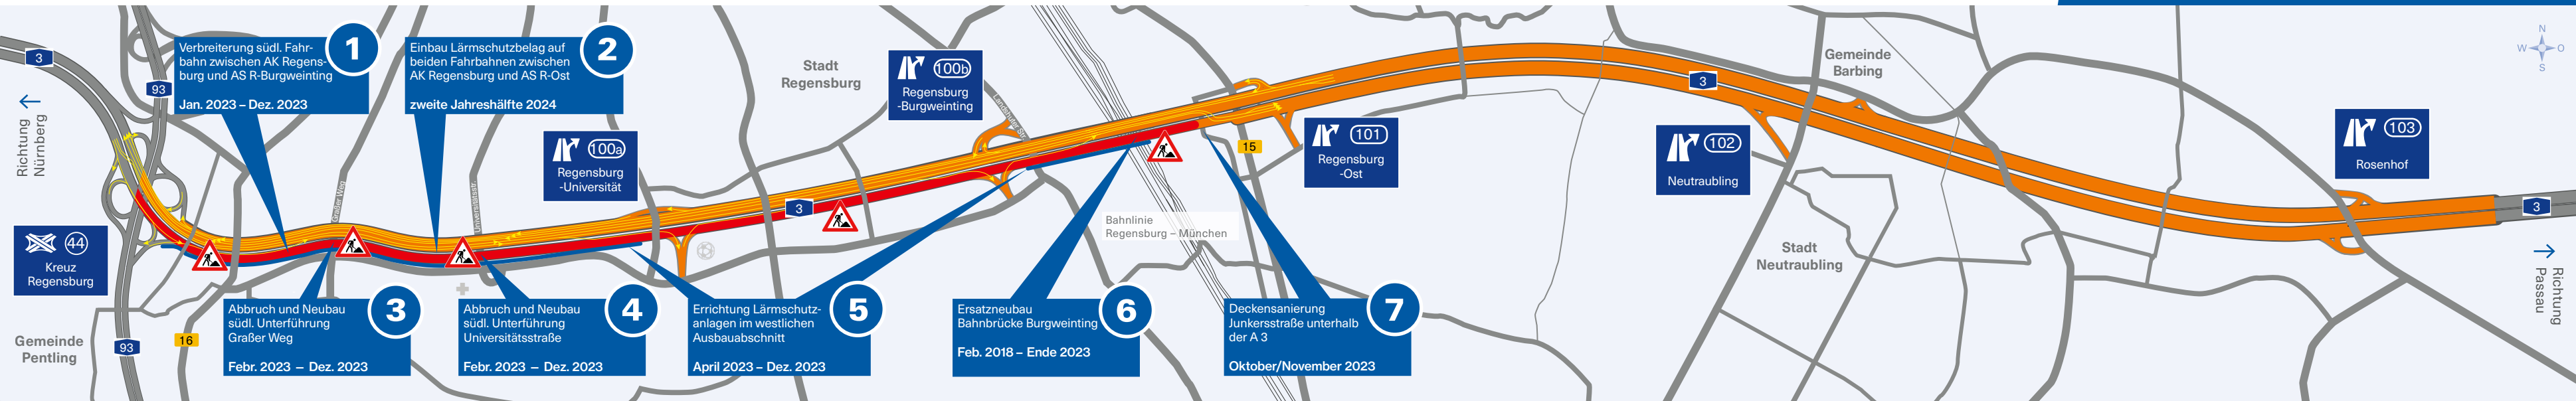 3
Richtung
Nürnberg
93
Verbreiterung südl. Fahr-
bahn zwischen AK Regens-
burg und AS R-Burgweinting
Jan. 2023 – Dez. 2023
1
Einbau Lärmschutzbelag auf
beiden Fahrbahnen zwischen
AK Regensburg und AS R-Ost
zweite Jahreshälfte 2024
2
Graßer Weg
Universitätsstr.
100a
Regensburg
-Universität
Stadt
Regensburg
100b
Regensburg
-Burgweinting
Landshuter Str.
3
15
101
Regensburg
-Ost
3
Gemeinde
Barbing
102
Neutraubling
Stadt
Neutraubling
103
Rosenhof
N
W
O
S
3
Richtung
Passau
44
Kreuz
Regensburg
Gemeinde
Pentling
93
16
Abbruch und Neubau
südl. Unterführung
Graßer Weg
Febr. 2023 – Dez. 2023
3
Abbruch und Neubau
südl. Unterführung
Universitätsstraße
Febr. 2023 – Dez. 2023
4
Errichtung Lärmschutz-
anlagen im westlichen
Ausbauabschnitt
April 2023 – Dez. 2023
5
Ersatzneubau
Bahnbrücke Burgweinting
Feb. 2018 – Ende 2023
6
Bahnlinie
Regensburg – München
Deckensanierung
Junkersstraße unterhalb
der A 3
Oktober/November 2023
7